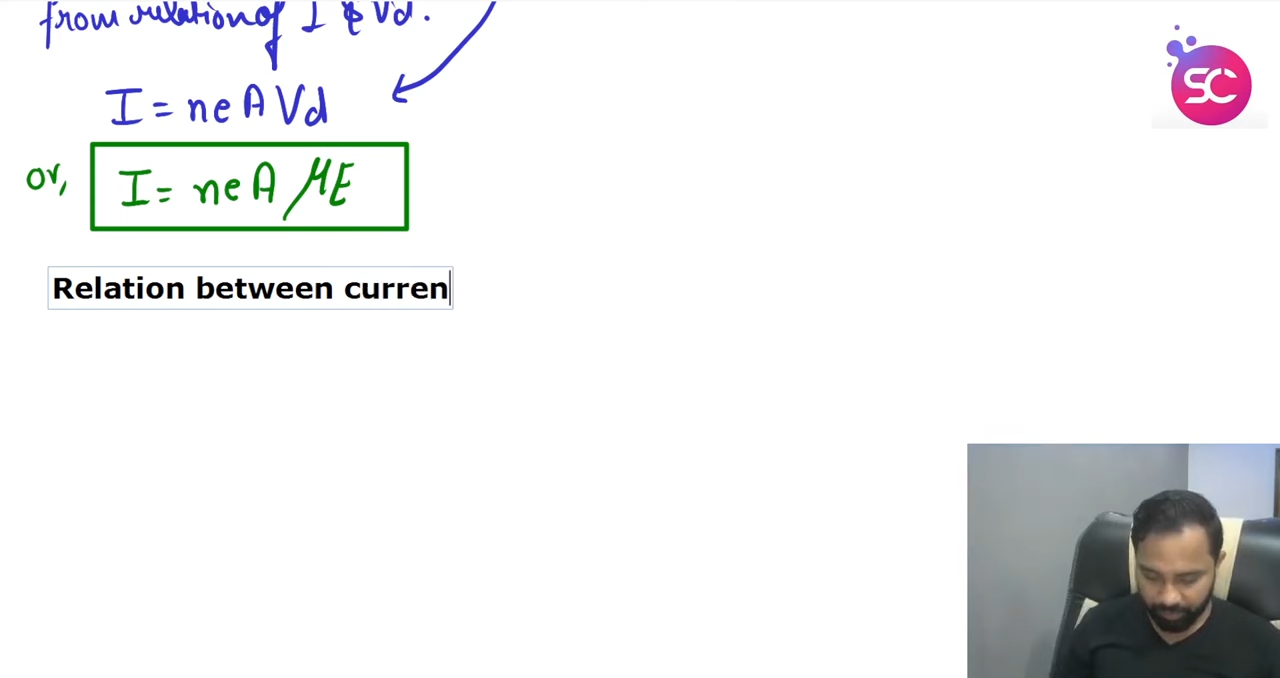 from relation of I & Vd.
I = neAVd
or, I = neAμE
Relation between curren
SC